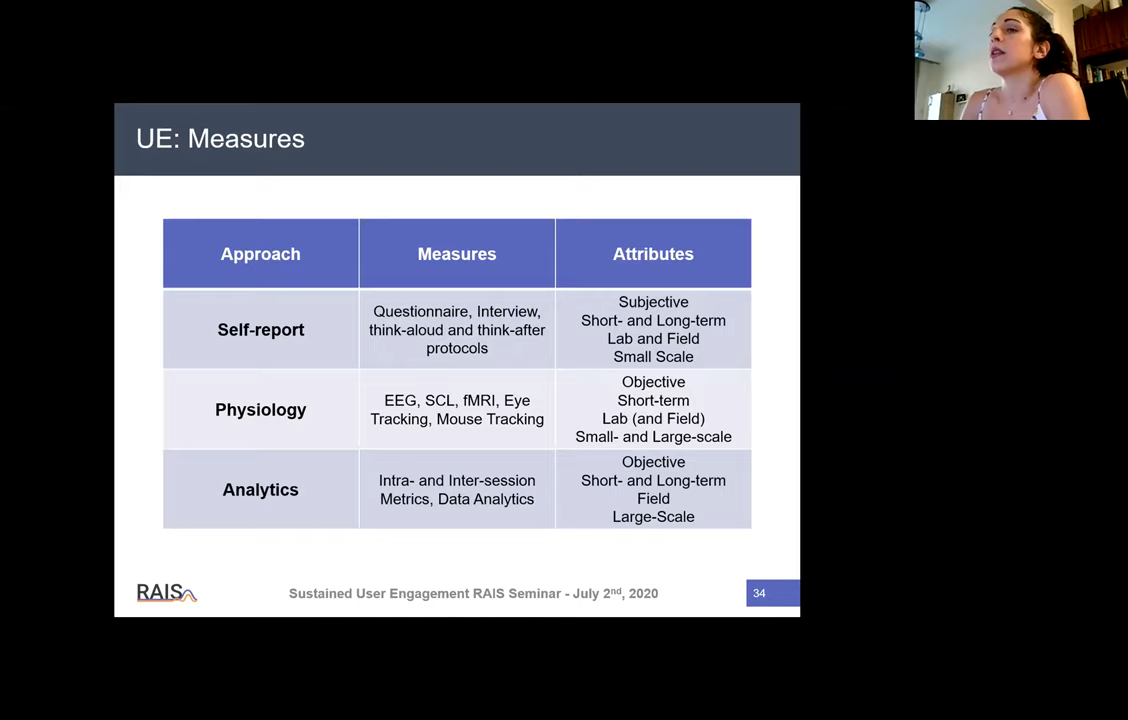 UE: Measures
Approach
Measures
Attributes
Self-report
Questionnaire, Interview,
think-aloud and think-after
protocols
Subjective
Short- and Long-term
Lab and Field
Small Scale
Physiology
EEG, SCL, fMRI, Eye
Tracking, Mouse Tracking
Objective
Short-term
Lab (and Field)
Small- and Large-scale
Analytics
Intra- and Inter-session
Metrics, Data Analytics
Objective
Short- and Long-term
Field
Large-Scale
RAIS
Sustained User Engagement RAIS Seminar - July 2nd, 2020
34